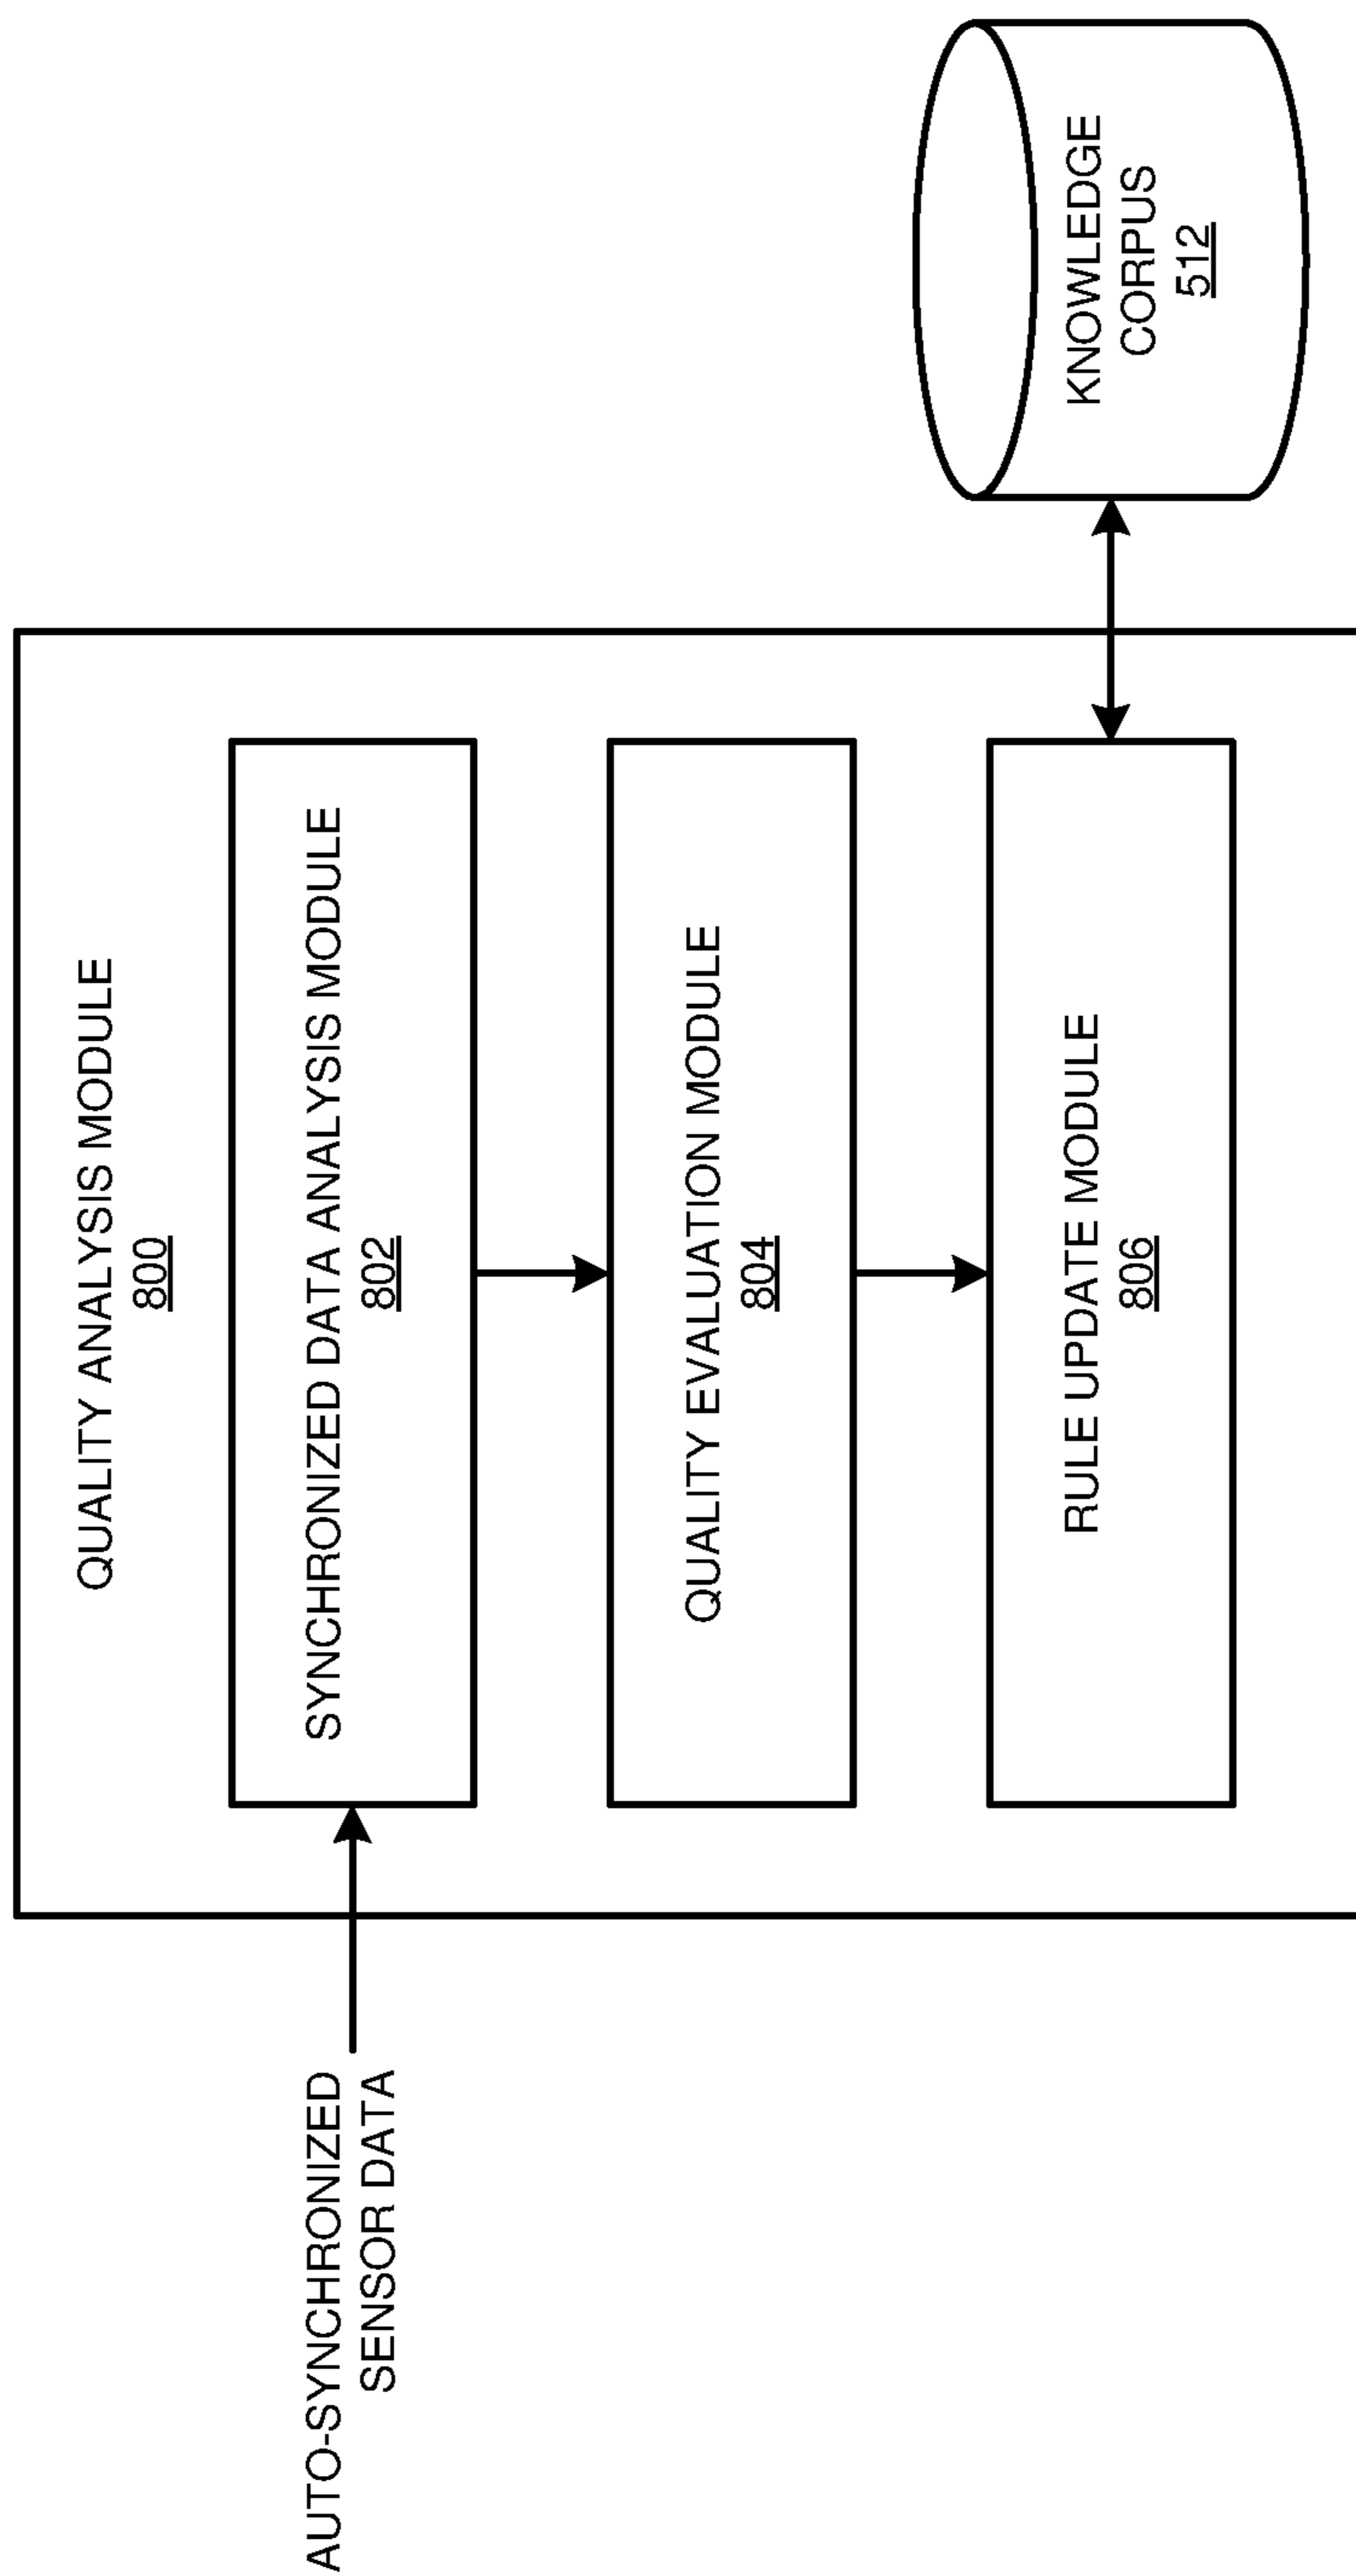 QUALITY ANALYSIS MODULE
800
AUTO-SYNCHRONIZED
SENSOR DATA
SYNCHRONIZED DATA ANALYSIS MODULE
802
QUALITY EVALUATION MODULE
804
RULE UPDATE MODULE
806
KNOWLEDGE
CORPUS
512